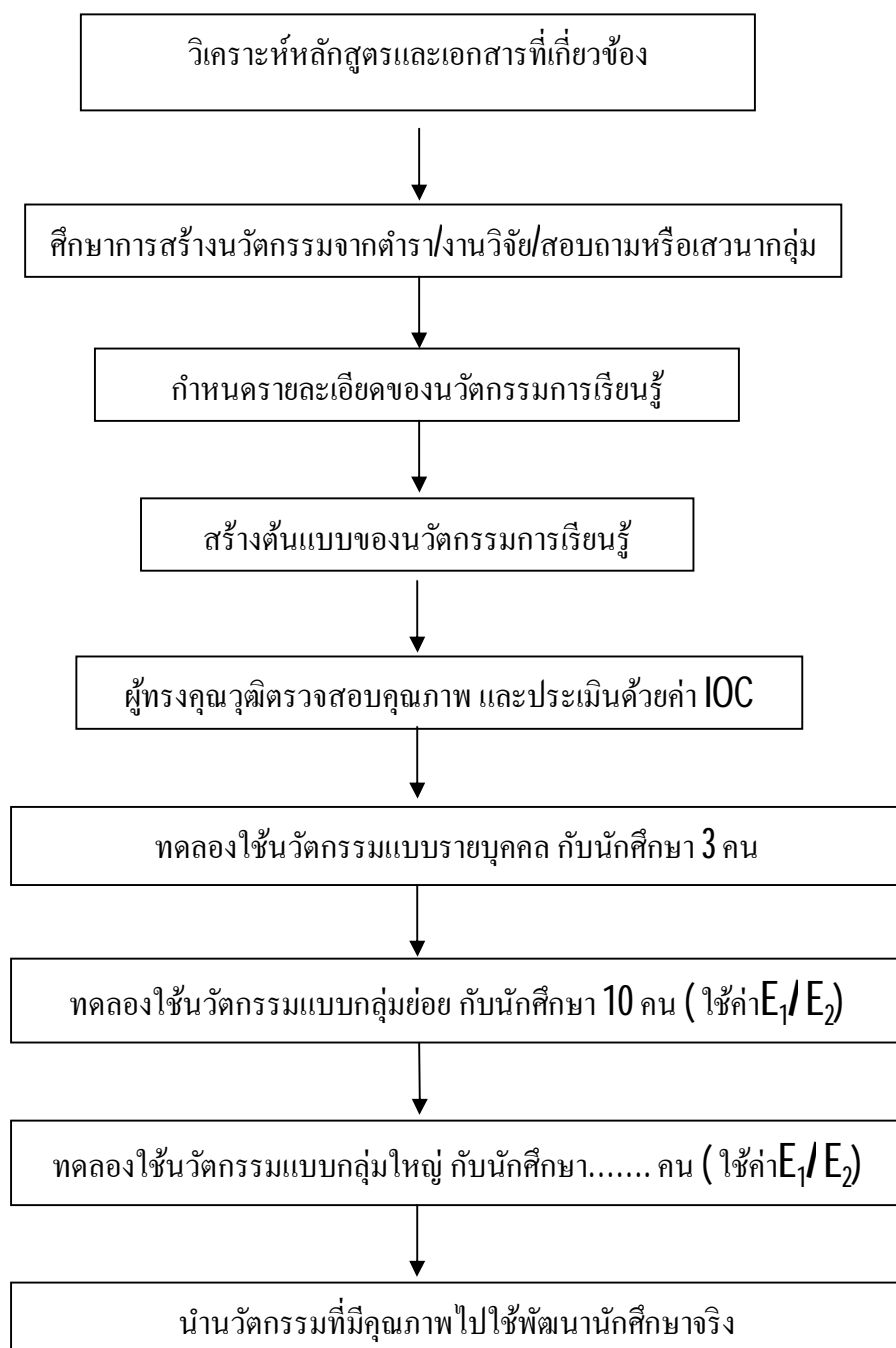 วิเคราะห์หลักสูตรและเอกสารที่เกี่ยวข้อง
ศึกษาการสร้างนวัตกรรมจากตำรา/งานวิจัย/สอบถามหรือเสวนากลุ่ม
กำหนดรายละเอียดของนวัตกรรมการเรียนรู้
สร้างต้นแบบของนวัตกรรมการเรียนรู้
ผู้ทรงคุณวุฒิตรวจสอบคุณภาพ และประเมินด้วยค่า IOC
ทดลองใช้นวัตกรรมแบบรายบุคคล กับนักศึกษา 3 คน
ทดลองใช้นวัตกรรมแบบกลุ่มย่อย กับนักศึกษา 10 คน ( ใช้ค่าE₁/ E₂)
ทดลองใช้นวัตกรรมแบบกลุ่มใหญ่ กับนักศึกษา....... คน ( ใช้ค่าE₁/ E₂)
นำนวัตกรรมที่มีคุณภาพไปใช้พัฒนานักศึกษาจริง